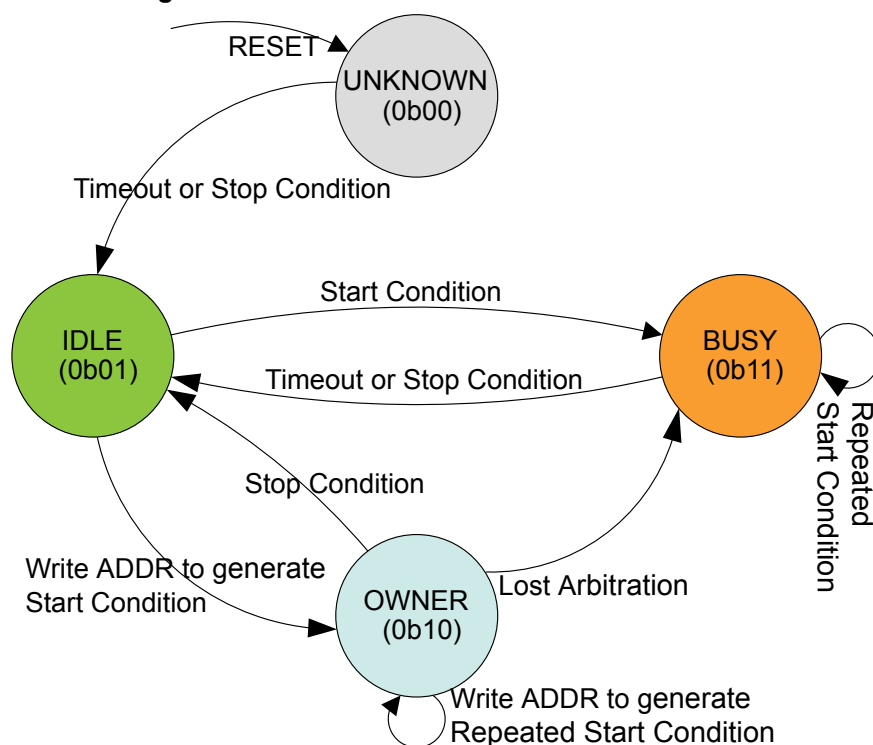 RESET
UNKNOWN
(0b00)
Timeout or Stop Condition
Start Condition
IDLE
(0b01)
BUSY
(0b11)
Timeout or Stop Condition
Repeated
Start Condition
Stop Condition
Write ADDR to generate
Start Condition
Lost Arbitration
OWNER
(0b10)
Write ADDR to generate
Repeated Start Condition